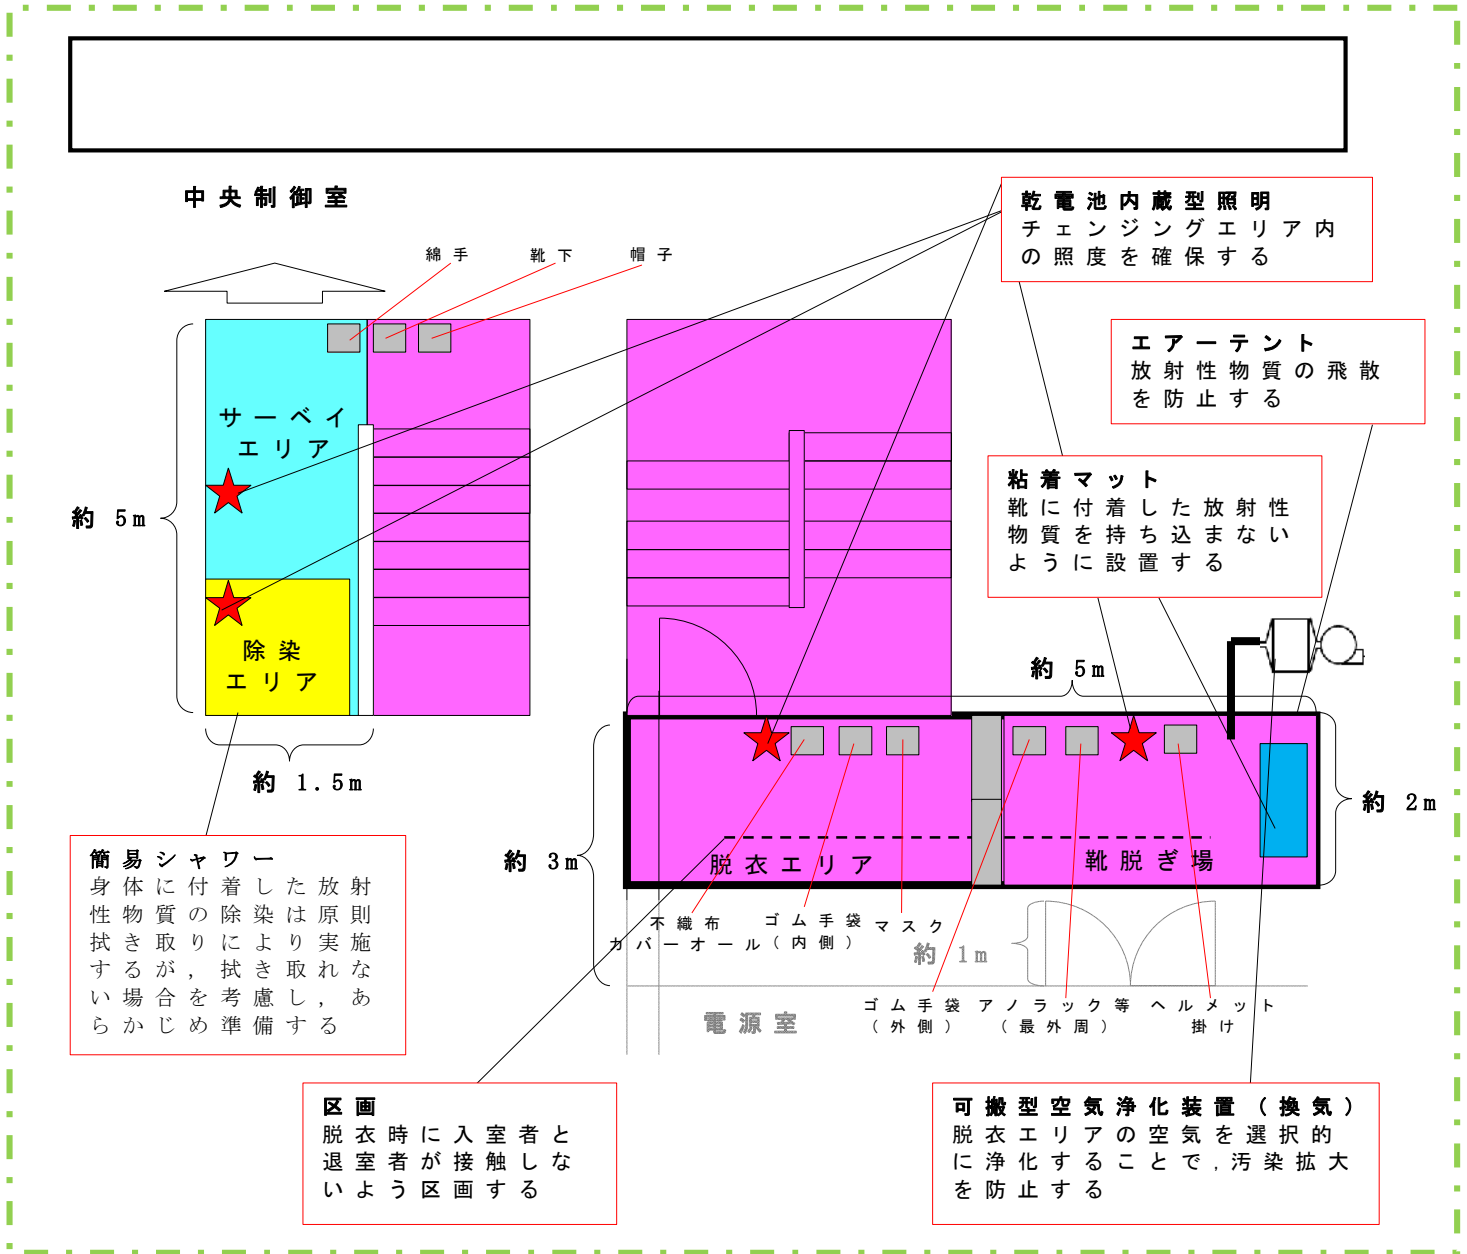 中央制御室
綿手
靴下
帽子
乾電池内蔵型照明
チェンジングエリア内
の照度を確保する
エアーテント
放射性物質の飛散
を防止する
サーベイ
エリア
粘着マット
靴に付着した放射性
物質を持ち込まない
ように設置する
約 5m
除染
エリア
約 5m
約 1.5m
約 2m
簡易シャワー
身体に付着した放射
性物質の除染は原則
拭き取りにより実施
するが，拭き取れな
い場合を考慮し，あ
らかじめ準備する
約 3m
脱衣エリア
靴脱ぎ場
不織布
カバーオール
ゴム手袋
（内側）
マスク
約 1m
ゴム手袋
（外側）
アノラック等
（最外周）
ヘルメット
掛け
電源室
区画
脱衣時に入室者と
退室者が接触しな
いよう区画する
可搬型空気浄化装置（換気）
脱衣エリアの空気を選択的
に浄化することで，汚染拡大
を防止する